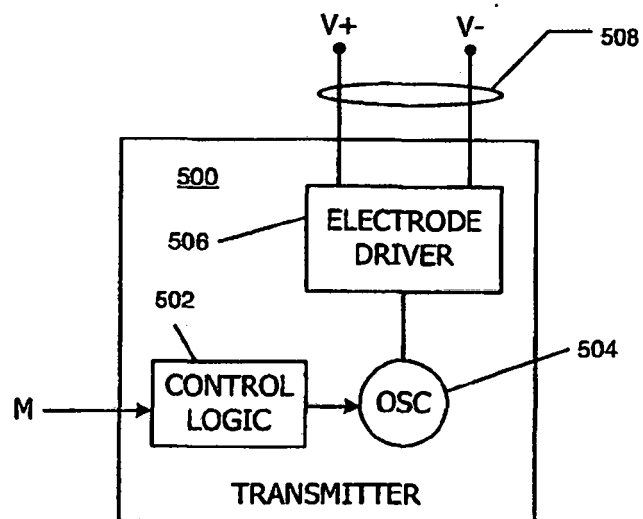 V+ V-
508
500
506
ELECTRODE
DRIVER
502
504
CONTROL
LOGIC
OSC
M
TRANSMITTER